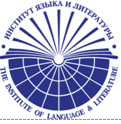 ИНСТИТУТ ЯЗЫКА И ЛИТЕРАТУРЫ
THE INSTITUTE OF LANGUAGE & LITERATURE